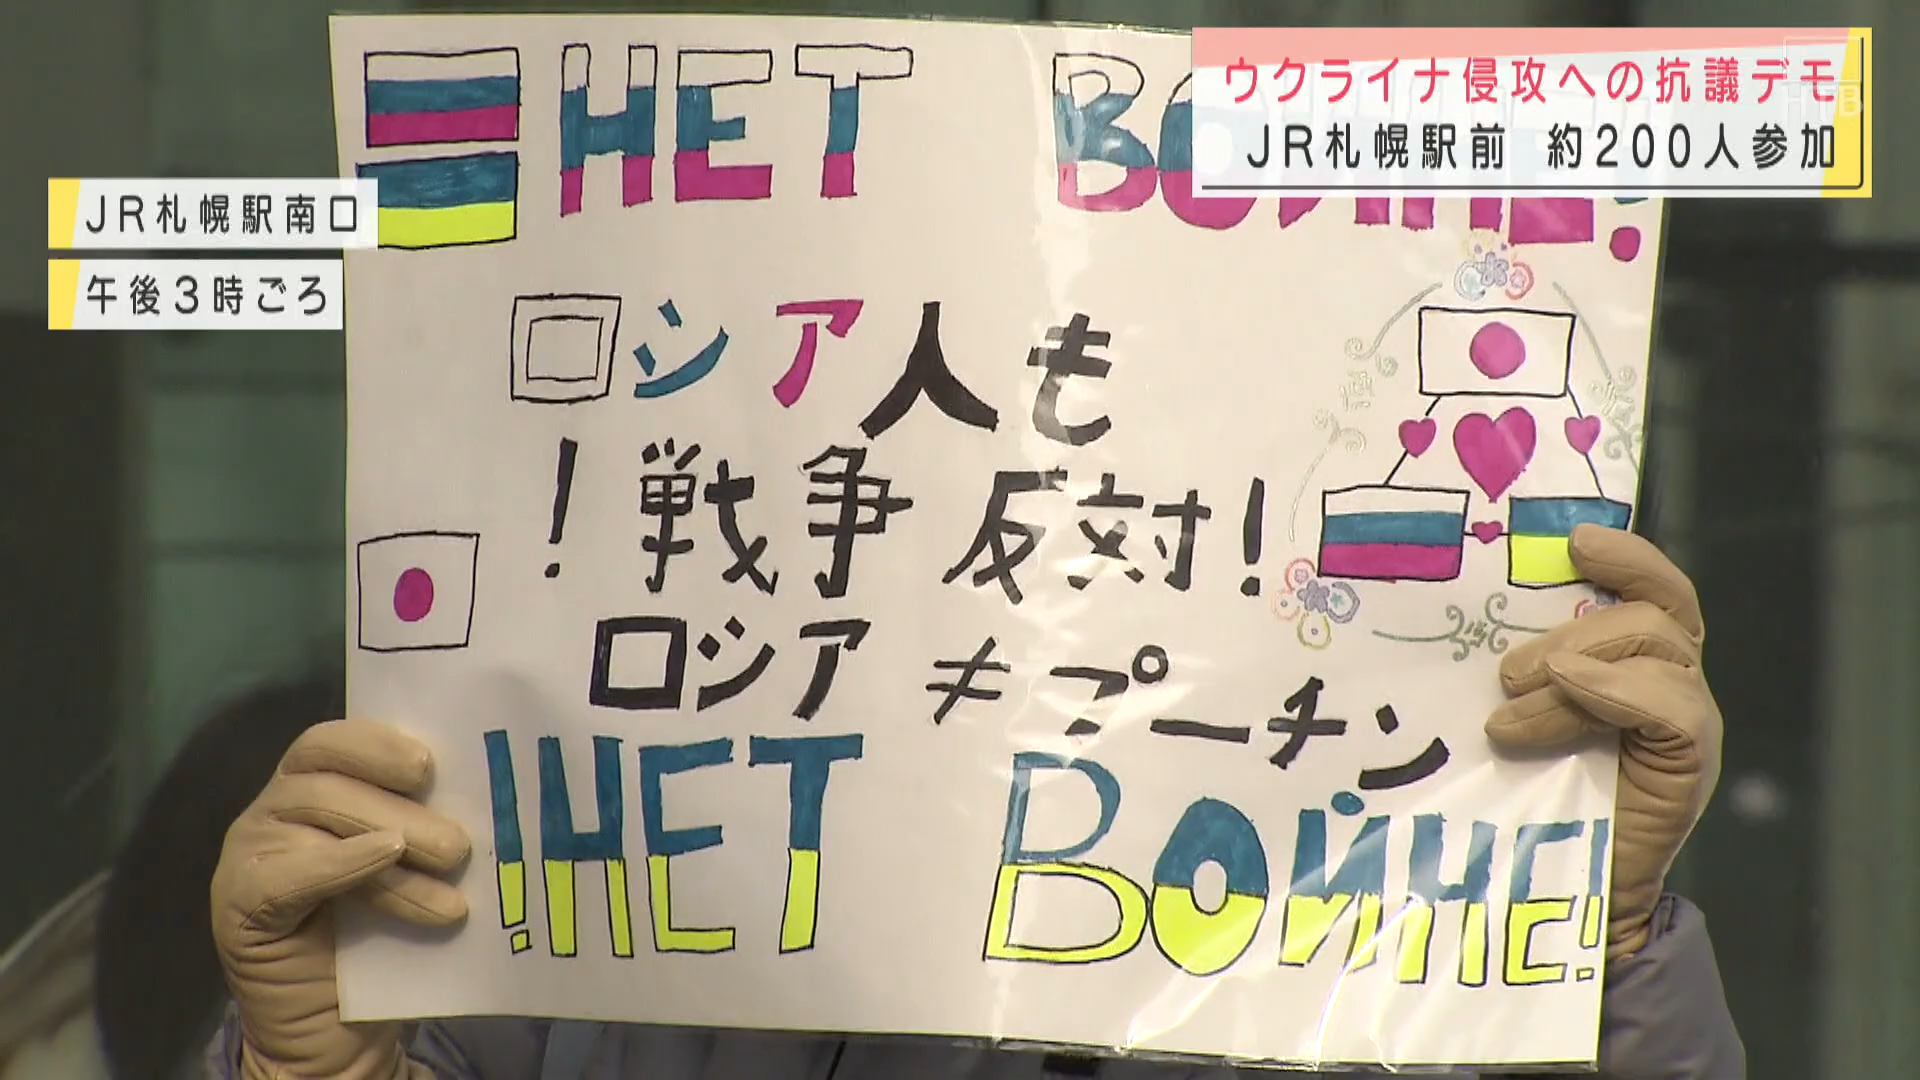 ウクライナ侵攻への抗議デモ
JR札幌駅前 約200人参加
HTB
JR札幌駅南口
午後3時ごろ
НЕТ ВОЙНЕ!
ロシア人も
!戦争反対!
ロシア≠プーチン
!НЕТ ВОЙНЕ!